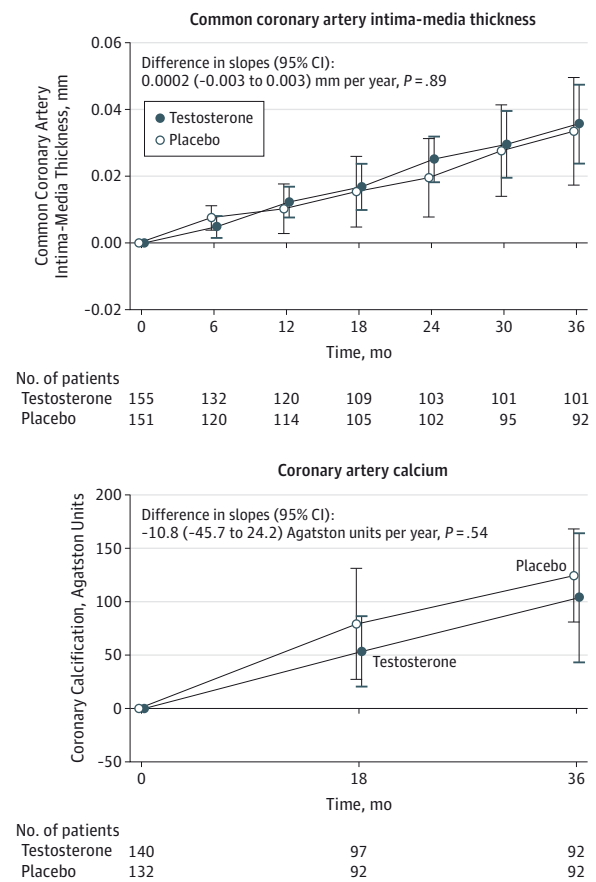 Common coronary artery intima-media thickness
Common Coronary Artery
Intima-Media Thickness, mm
0.06
0.04
0.02
0.00
-0.02
Difference in slopes (95% CI):
0.0002 (-0.003 to 0.003) mm per year, P = .89
Testosterone
Placebo
0 6 12 18 24 30 36
Time, mo
No. of patients
Testosterone 155 132 120 109 103 101 101
Placebo 151 120 114 105 102 95 92
Coronary artery calcium
Coronary Calcification, Agatston Units
200
150
100
50
0
-50
Difference in slopes (95% CI):
-10.8 (-45.7 to 24.2) Agatston units per year, P = .54
Placebo
Testosterone
0 18 36
Time, mo
No. of patients
Testosterone 140 97 92
Placebo 132 92 92